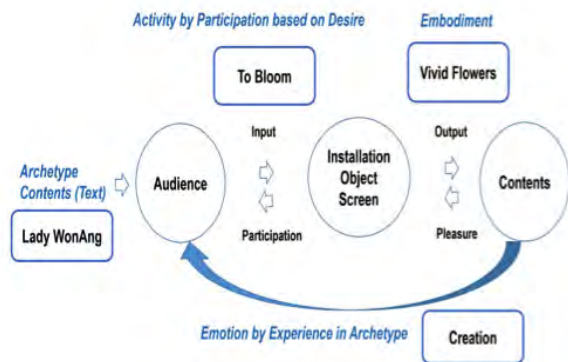 Activity by Participation based on Desire
Embodiment
To Bloom
Vivid Flowers
Input
Output
Installation
Object
Screen
Audience
Contents
Archetype
Contents (Text)
Lady WonAng
Participation
Pleasure
Emotion by Experience in Archetype
Creation